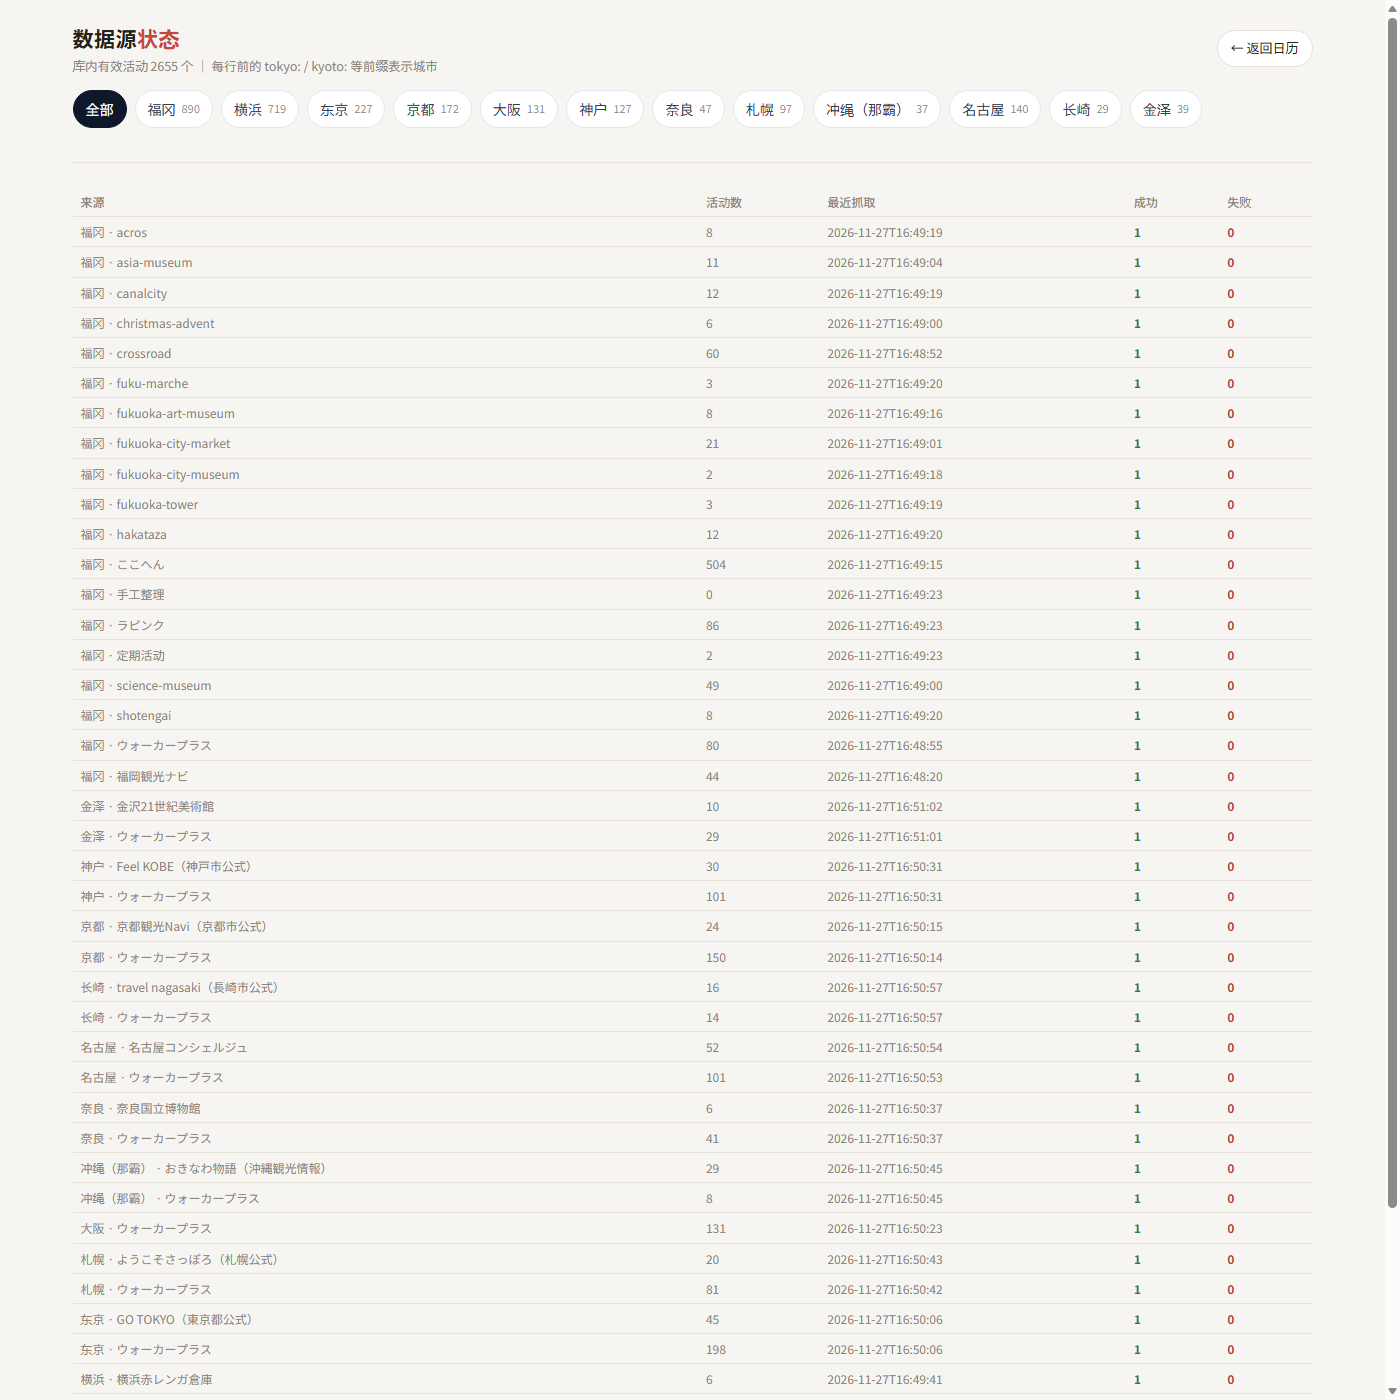 数据源状态
← 返回日历
库内有效活动 2655 个 ｜ 每行前的 tokyo: / kyoto: 等前缀表示城市
全部 福冈 890 横浜 719 东京 227 京都 172 大阪 131 神户 127 奈良 47 札幌 97 冲绳（那霸） 37 名古屋 140 长崎 29 金泽 39
来源 活动数 最近抓取 成功 失败
福冈 · acros 8 2026-11-27T16:49:19 1 0
福冈 · asia-museum 11 2026-11-27T16:49:04 1 0
福冈 · canalcity 12 2026-11-27T16:49:19 1 0
福冈 · christmas-advent 6 2026-11-27T16:49:00 1 0
福冈 · crossroad 60 2026-11-27T16:48:52 1 0
福冈 · fuku-marche 3 2026-11-27T16:49:20 1 0
福冈 · fukuoka-art-museum 8 2026-11-27T16:49:16 1 0
福冈 · fukuoka-city-market 21 2026-11-27T16:49:01 1 0
福冈 · fukuoka-city-museum 2 2026-11-27T16:49:18 1 0
福冈 · fukuoka-tower 3 2026-11-27T16:49:19 1 0
福冈 · hakataza 12 2026-11-27T16:49:20 1 0
福冈 · ここへん 504 2026-11-27T16:49:15 1 0
福冈 · 手工整理 0 2026-11-27T16:49:23 1 0
福冈 · ラピンク 86 2026-11-27T16:49:23 1 0
福冈 · 定期活动 2 2026-11-27T16:49:23 1 0
福冈 · science-museum 49 2026-11-27T16:49:00 1 0
福冈 · shotengai 8 2026-11-27T16:49:20 1 0
福冈 · ウォーカープラス 80 2026-11-27T16:48:55 1 0
福冈 · 福岡観光ナビ 44 2026-11-27T16:48:20 1 0
金泽 · 金沢21世紀美術館 10 2026-11-27T16:51:02 1 0
金泽 · ウォーカープラス 29 2026-11-27T16:51:01 1 0
神户 · Feel KOBE（神戸市公式） 30 2026-11-27T16:50:31 1 0
神户 · ウォーカープラス 101 2026-11-27T16:50:31 1 0
京都 · 京都観光Navi（京都市公式） 24 2026-11-27T16:50:15 1 0
京都 · ウォーカープラス 150 2026-11-27T16:50:14 1 0
长崎 · travel nagasaki（長崎市公式） 16 2026-11-27T16:50:57 1 0
长崎 · ウォーカープラス 14 2026-11-27T16:50:57 1 0
名古屋 · 名古屋コンシェルジュ 52 2026-11-27T16:50:54 1 0
名古屋 · ウォーカープラス 101 2026-11-27T16:50:53 1 0
奈良 · 奈良国立博物館 6 2026-11-27T16:50:37 1 0
奈良 · ウォーカープラス 41 2026-11-27T16:50:37 1 0
冲绳（那霸） · おきなわ物語（沖縄観光情報） 29 2026-11-27T16:50:45 1 0
冲绳（那霸） · ウォーカープラス 8 2026-11-27T16:50:45 1 0
大阪 · ウォーカープラス 131 2026-11-27T16:50:23 1 0
札幌 · ようこそさっぽろ（札幌公式） 20 2026-11-27T16:50:43 1 0
札幌 · ウォーカープラス 81 2026-11-27T16:50:42 1 0
东京 · GO TOKYO（東京都公式） 45 2026-11-27T16:50:06 1 0
东京 · ウォーカープラス 198 2026-11-27T16:50:06 1 0
横浜 · 横浜赤レンガ倉庫 6 2026-11-27T16:49:41 1 0